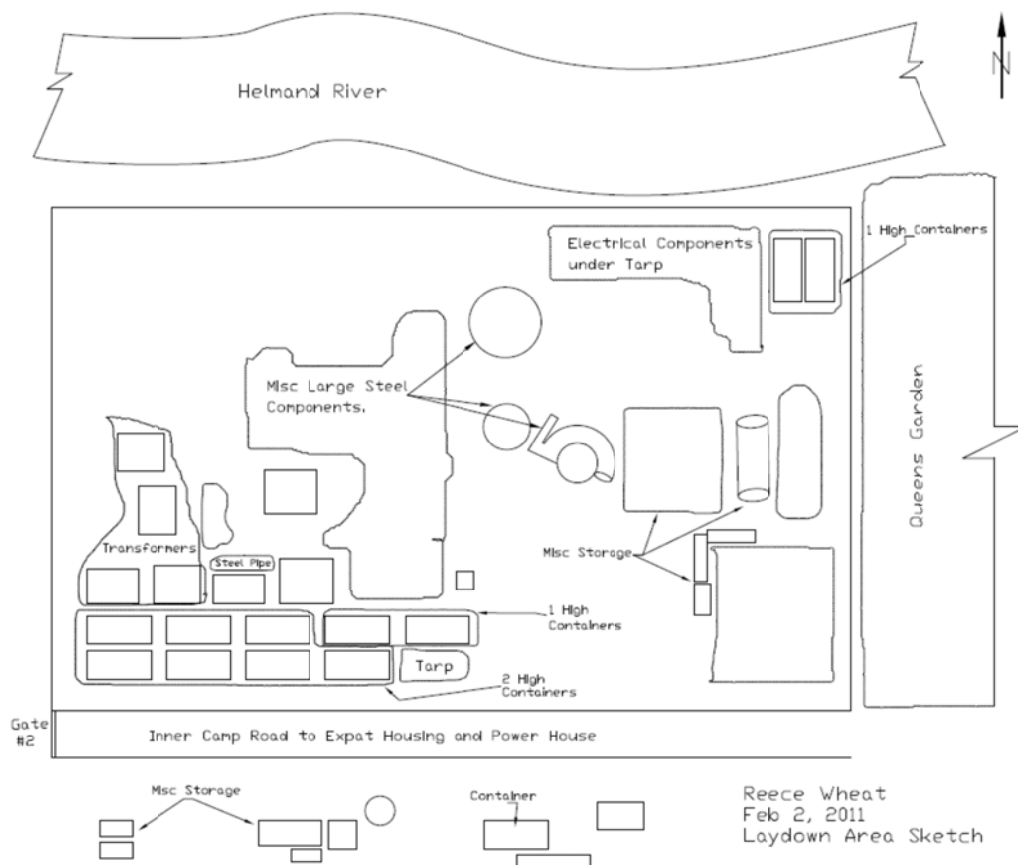 N
Helmand River
1 High Containers
Electrical Components
under Tarp
Queens Garden
Misc Large Steel
Components.
Transformers
Steel Pipe
Misc Storage
1 High
Containers
Tarp
2 High
Containers
Gate
#2
Inner Camp Road to Expat Housing and Power House
Misc Storage
Container
Reece Wheat
Feb 2, 2011
Laydown Area Sketch